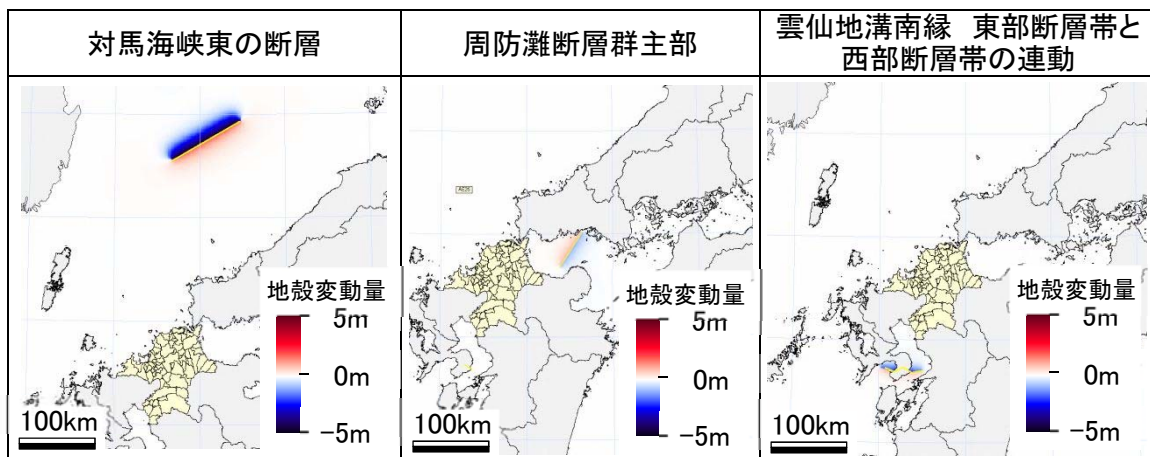 対馬海峡東の断層
周防灘断層群主部
雲仙地溝南縁　東部断層帯と
西部断層帯の連動
地殻変動量
5m
0m
−5m
100km
地殻変動量
5m
0m
−5m
100km
地殻変動量
5m
0m
−5m
100km